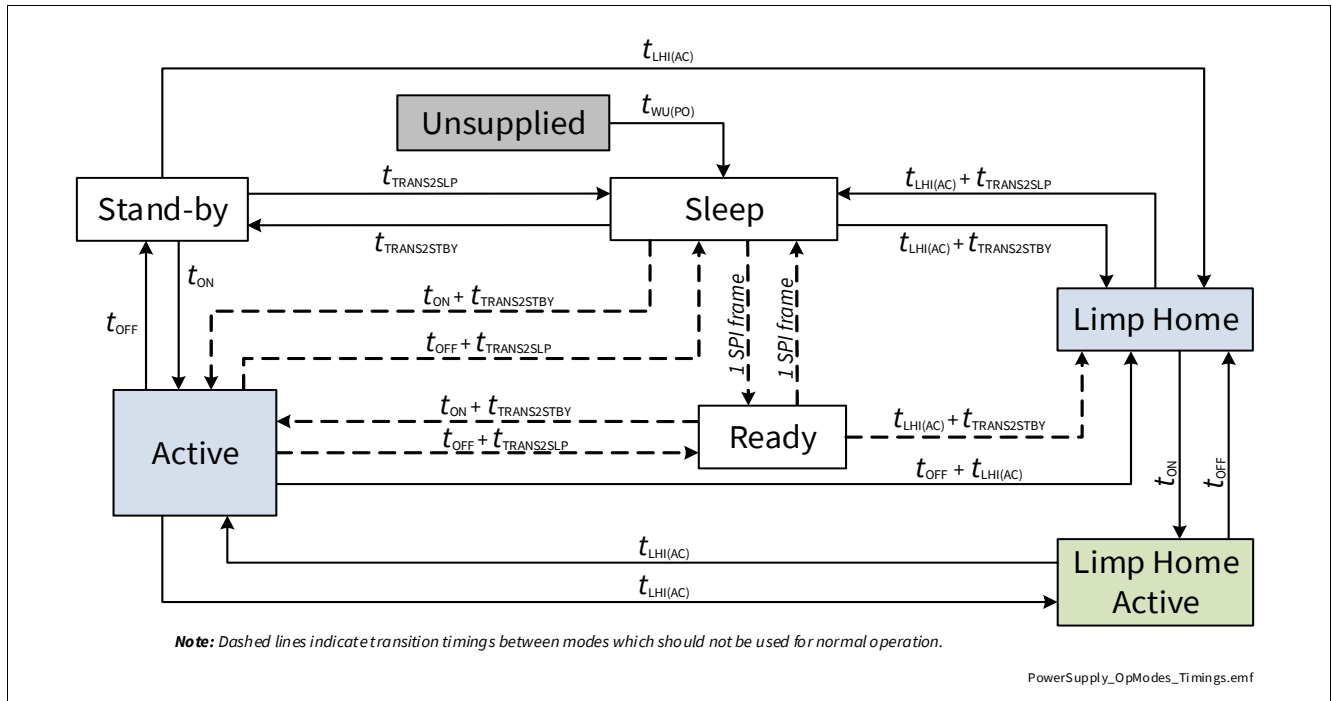 tLHI(AC)
Unsupplied
tWU(PO)
Stand-by
tTRANS2SLP
Sleep
tLHI(AC) + tTRANS2SLP
tTRANS2STBY
tLHI(AC) + tTRANS2STBY
tON
tOFF
tON + tTRANS2STBY
tOFF + tTRANS2SLP
1 SPI frame
1 SPI frame
Limp Home
Active
tON + tTRANS2STBY
tOFF + tTRANS2SLP
Ready
tLHI(AC) + tTRANS2STBY
tOFF + tLHI(AC)
tON
tOFF
tLHI(AC)
tLHI(AC)
Limp Home
Active
Note: Dashed lines indicate transition timings between modes which should not be used for normal operation.
PowerSupply_OpModes_Timings.emf